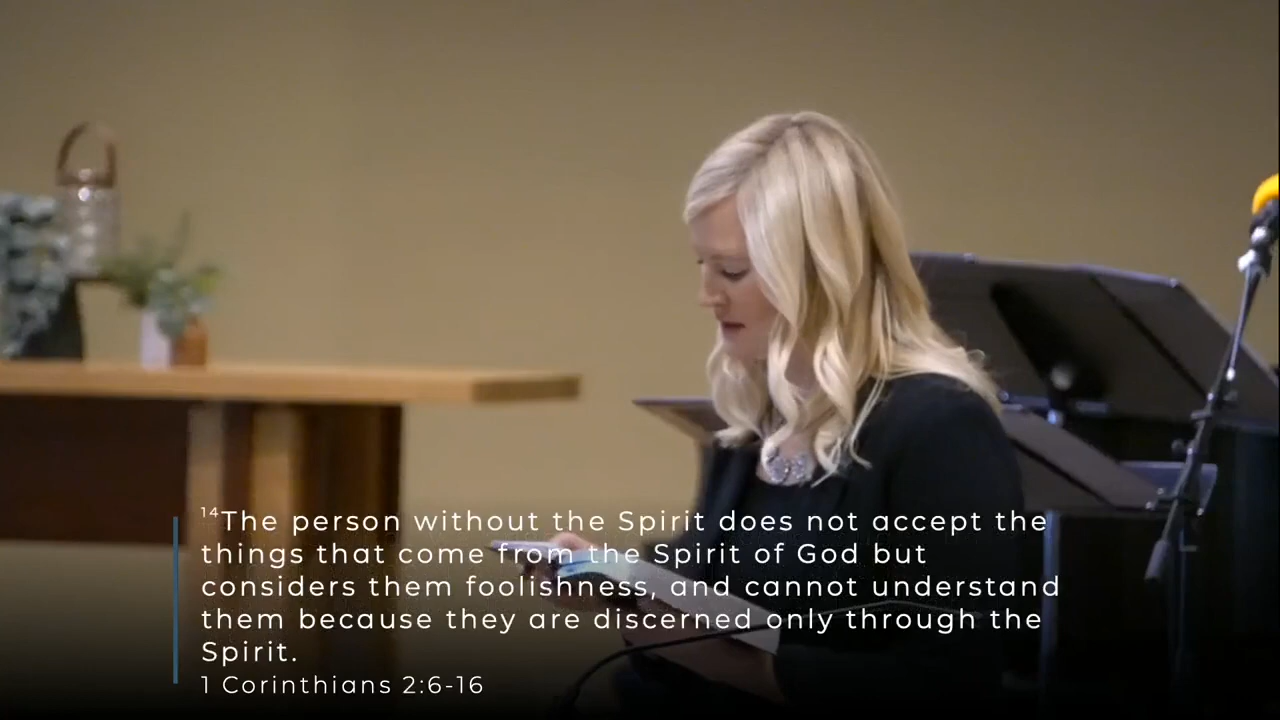 ¹⁴The person without the Spirit does not accept the
things that come from the Spirit of God but
considers them foolishness, and cannot understand
them because they are discerned only through the
Spirit.
1 Corinthians 2:6-16